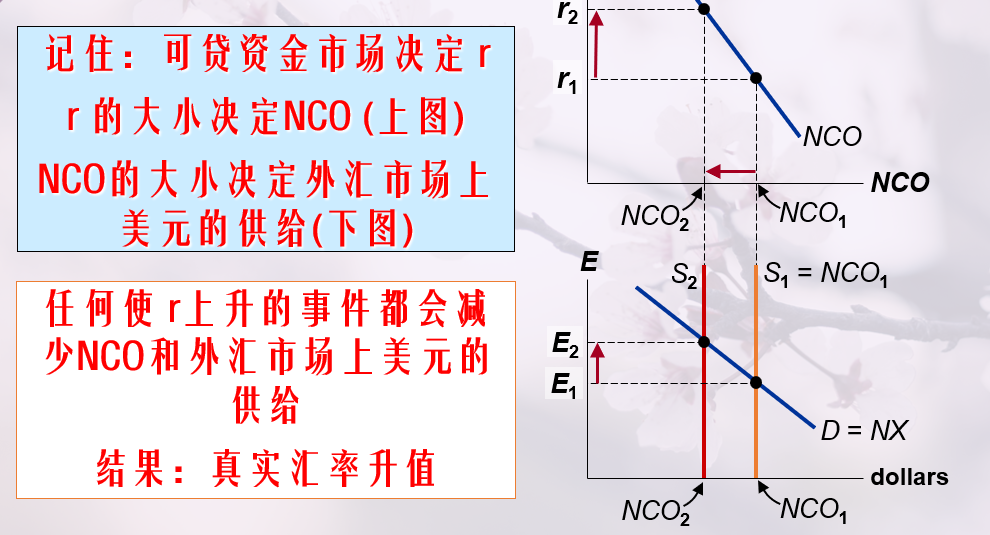 记住：可贷资金市场决定 r
r 的大小决定NCO (上图)
NCO的大小决定外汇市场上
美元的供给(下图)
任何使 r上升的事件都会减
少NCO和外汇市场上美元的
供给
结果：真实汇率升值
r2
r1
NCO
NCO
NCO2
NCO1
E
S2
S1 = NCO1
E2
E1
D = NX
dollars
NCO2
NCO1